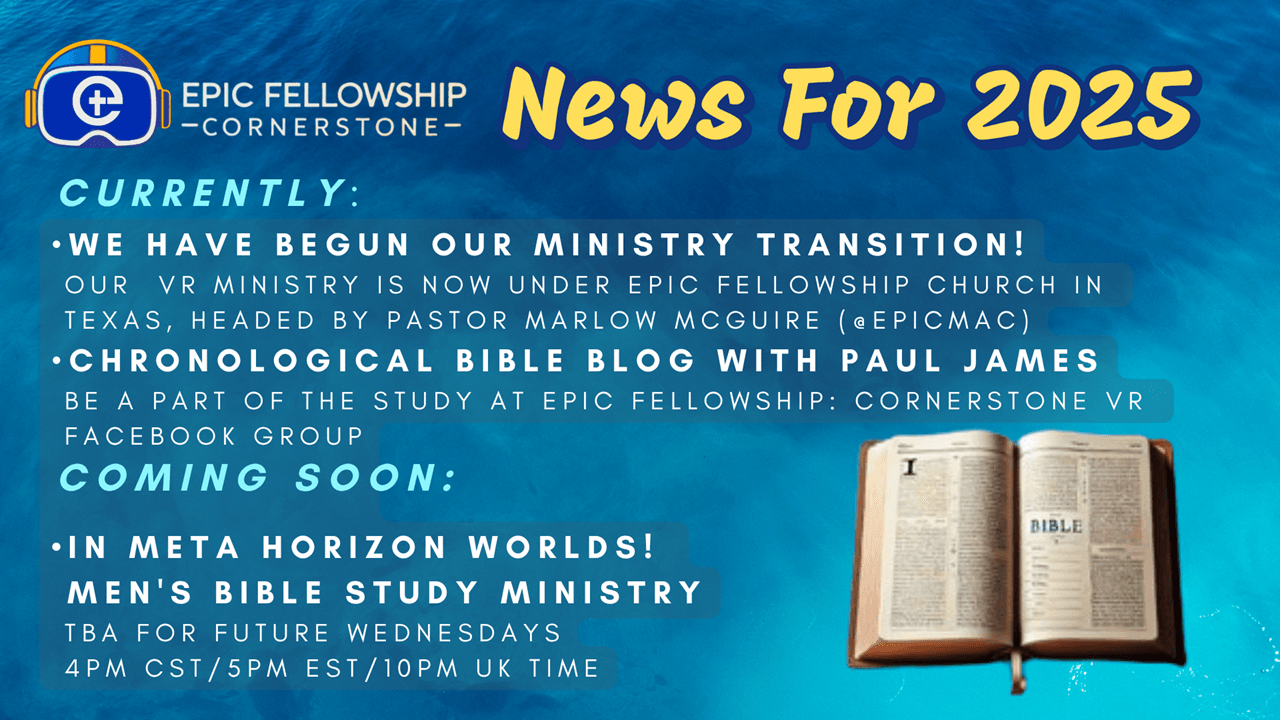 EPIC FELLOWSHIP
–CORNERSTONE–
News For 2025
CURRENTLY:
•WE HAVE BEGUN OUR MINISTRY TRANSITION!
OUR VR MINISTRY IS NOW UNDER EPIC FELLOWSHIP CHURCH IN
TEXAS, HEADED BY PASTOR MARLOW MCGUIRE (@EPICMAC)
•CHRONOLOGICAL BIBLE BLOG WITH PAUL JAMES
BE A PART OF THE STUDY AT EPIC FELLOWSHIP: CORNERSTONE VR
FACEBOOK GROUP
COMING SOON:
•IN META HORIZON WORLDS!
MEN'S BIBLE STUDY MINISTRY
TBA FOR FUTURE WEDNESDAYS
4PM CST/5PM EST/10PM UK TIME
BIBLE